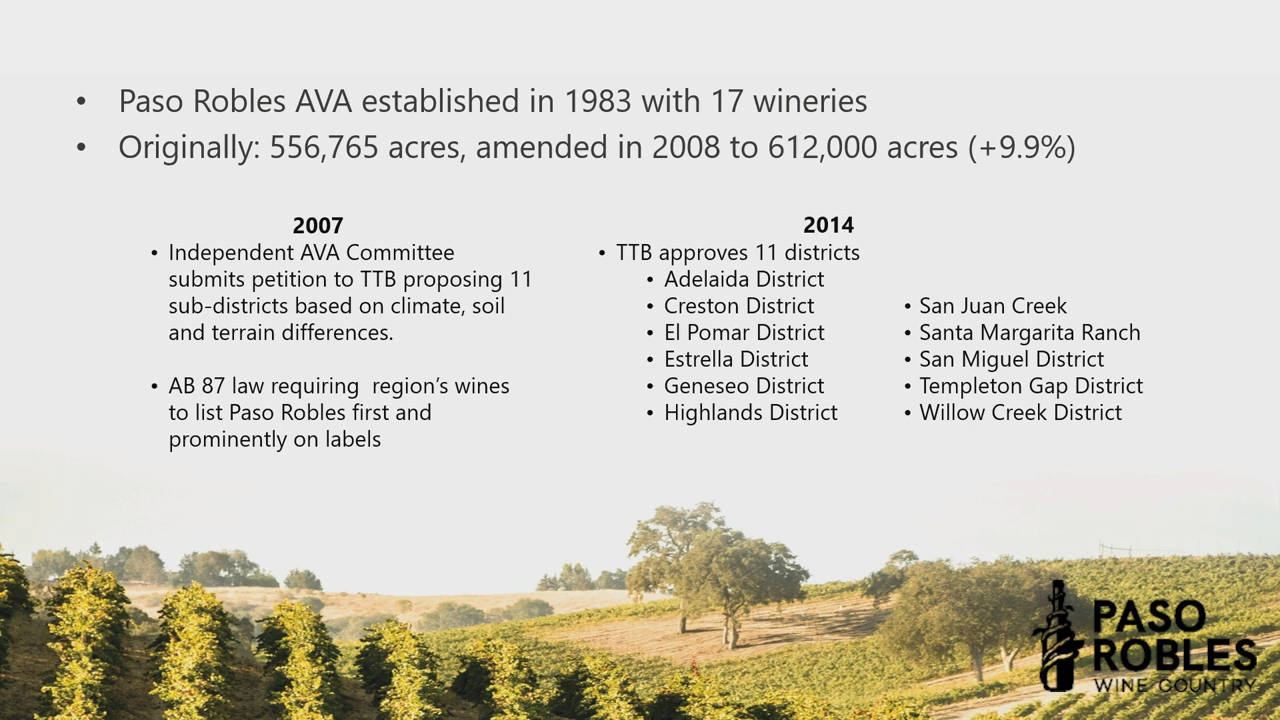 • Paso Robles AVA established in 1983 with 17 wineries
• Originally: 556,765 acres, amended in 2008 to 612,000 acres (+9.9%)
2007
• Independent AVA Committee
submits petition to TTB proposing 11
sub-districts based on climate, soil
and terrain differences.
• AB 87 law requiring  region’s wines
to list Paso Robles first and
prominently on labels
2014
• TTB approves 11 districts
• Adelaida District
• Creston District
• El Pomar District
• Estrella District
• Geneseo District
• Highlands District
• San Juan Creek
• Santa Margarita Ranch
• San Miguel District
• Templeton Gap District
• Willow Creek District
PASO
ROBLES
WINE COUNTRY